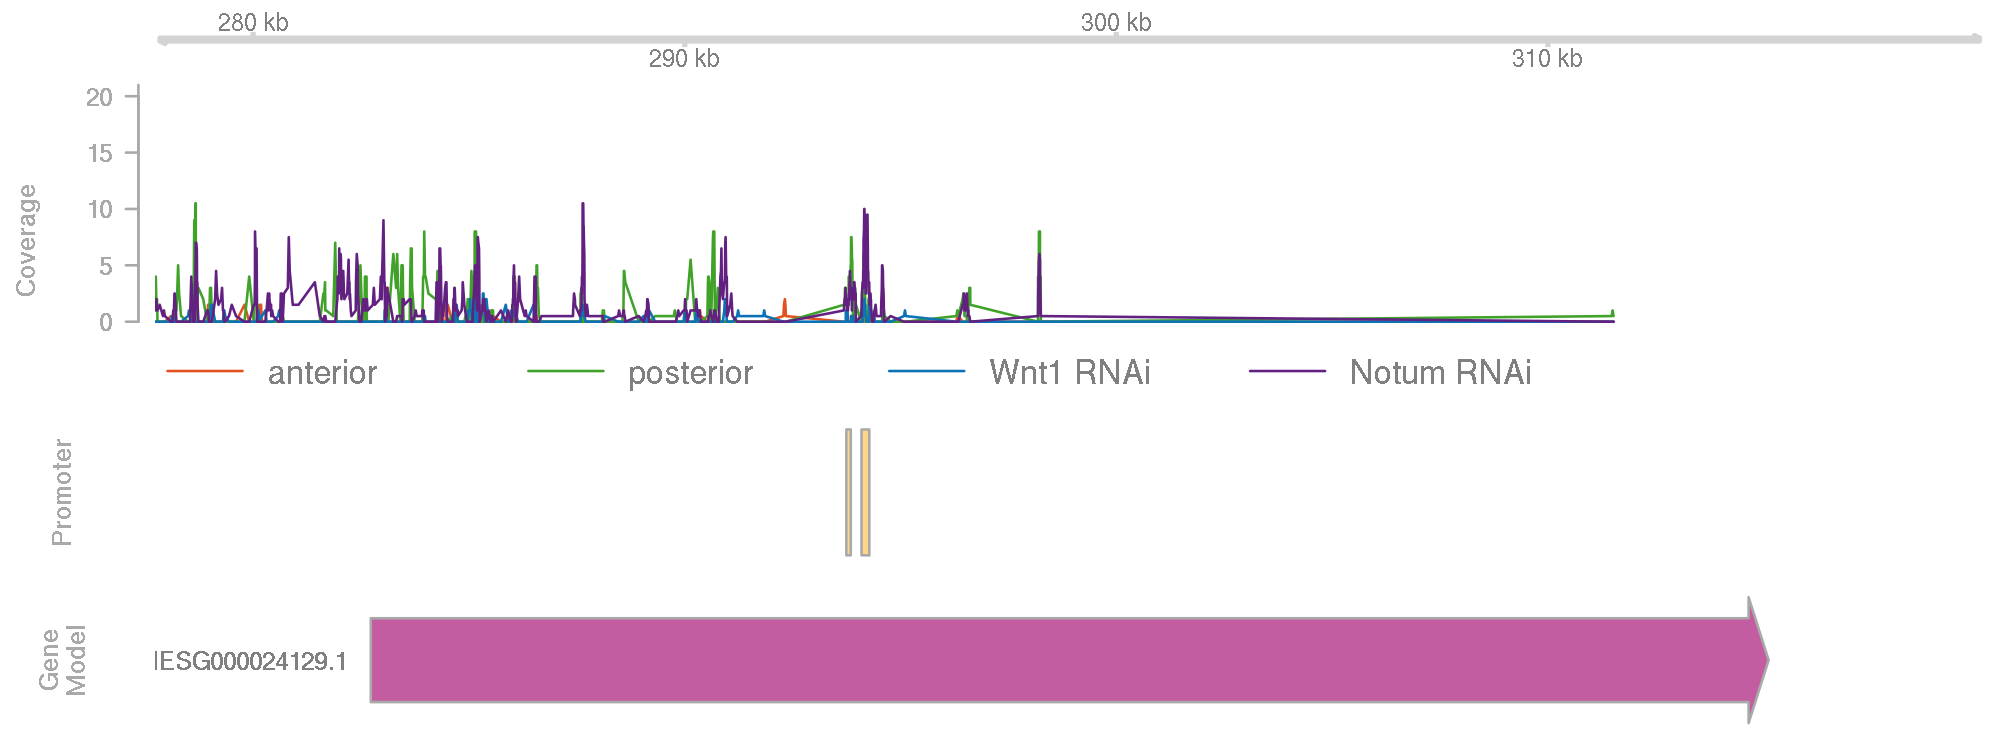 280 kb
300 kb
290 kb
310 kb
20
15
10
5
0
Coverage
anterior
posterior
Wnt1 RNAi
Notum RNAi
Promoter
Gene
Model
IESG000024129.1